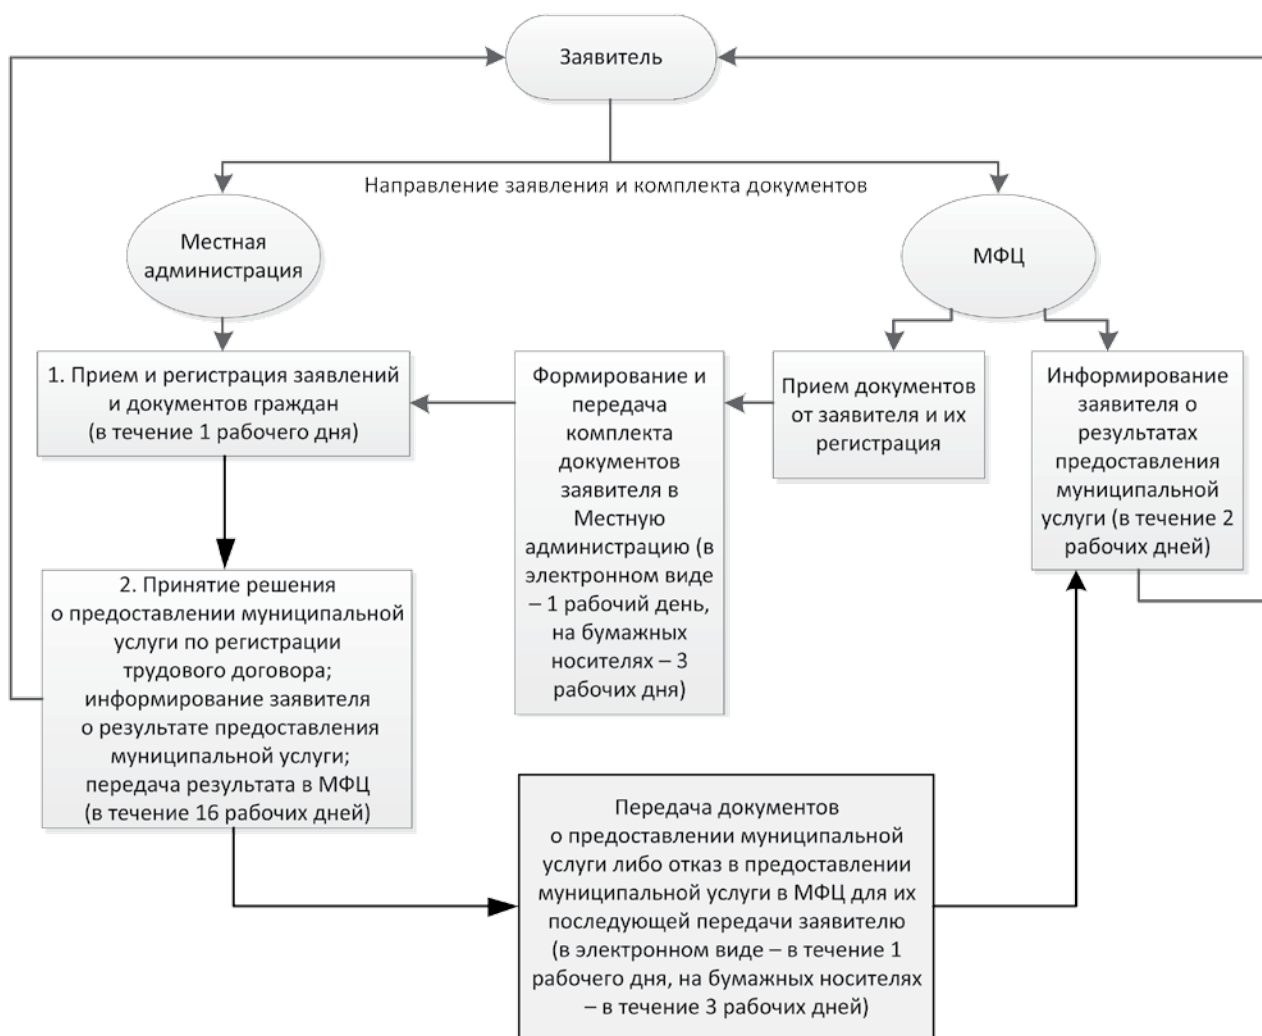 Заявитель
Направление заявления и комплекта документов
Местная
администрация
МФЦ
1. Прием и регистрация заявлений
и документов граждан
(в течение 1 рабочего дня)
Формирование и
передача
комплекта
документов
заявителя в
Местную
администрацию (в
электронном виде
– 1 рабочий день,
на бумажных
носителях – 3
рабочих дня)
Прием документов
от заявителя и их
регистрация
Информирование
заявителя о
результатах
предоставления
муниципальной
услуги (в течение 2
рабочих дней)
2. Принятие решения
о предоставлении муниципальной
услуги по регистрации
трудового договора;
информирование заявителя
о результате предоставления
муниципальной услуги;
передача результата в МФЦ
(в течение 16 рабочих дней)
Передача документов
о предоставлении муниципальной
услуги либо отказ в предоставлении
муниципальной услуги в МФЦ для их
последующей передачи заявителю
(в электронном виде – в течение 1
рабочего дня, на бумажных носителях
– в течение 3 рабочих дней)